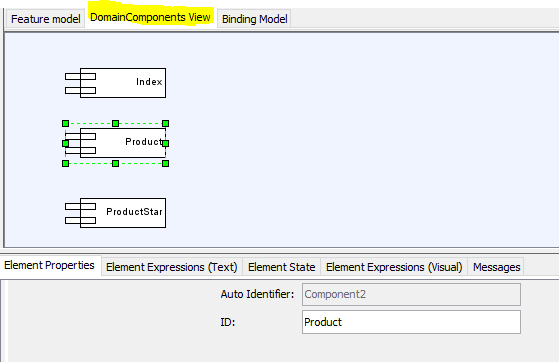 Feature model DomainComponents View Binding Model
Index
Product
ProductStar
Element Properties Element Expressions (Text) Element State Element Expressions (Visual) Messages
Auto Identifier: Component2
ID: Product